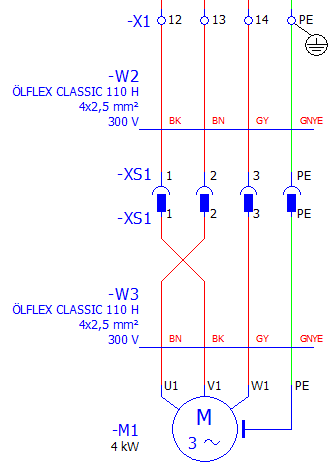 -X1 12 13 14 PE
-W2
ÖLFLEX CLASSIC 110 H
4x2,5 mm²
300 V BK BN GY GNYE
-XS1 1 2 3 PE
-XS1 1 2 3 PE
-W3
ÖLFLEX CLASSIC 110 H
4x2,5 mm²
300 V BN BK GY GNYE
U1 V1 W1 PE
-M1 M
4 kW 3 ~